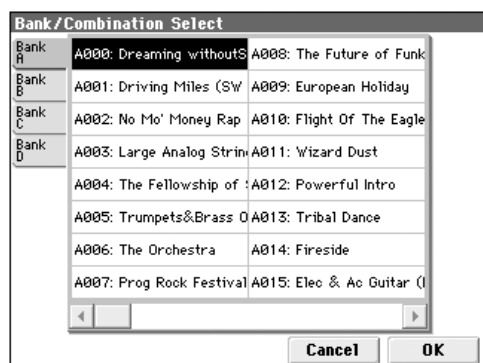 Bank/Combination Select
Bank A
Bank B
Bank C
Bank D
A000: Dreaming withoutS
A001: Driving Miles (SW
A002: No Mo' Money Rap
A003: Large Analog Strin
A004: The Fellowship of
A005: Trumpets&Brass O
A006: The Orchestra
A007: Prog Rock Festival
A008: The Future of Funk
A009: European Holiday
A010: Flight Of The Eagle
A011: Wizard Dust
A012: Powerful Intro
A013: Tribal Dance
A014: Fireside
A015: Elec & Ac Guitar (
Cancel
OK